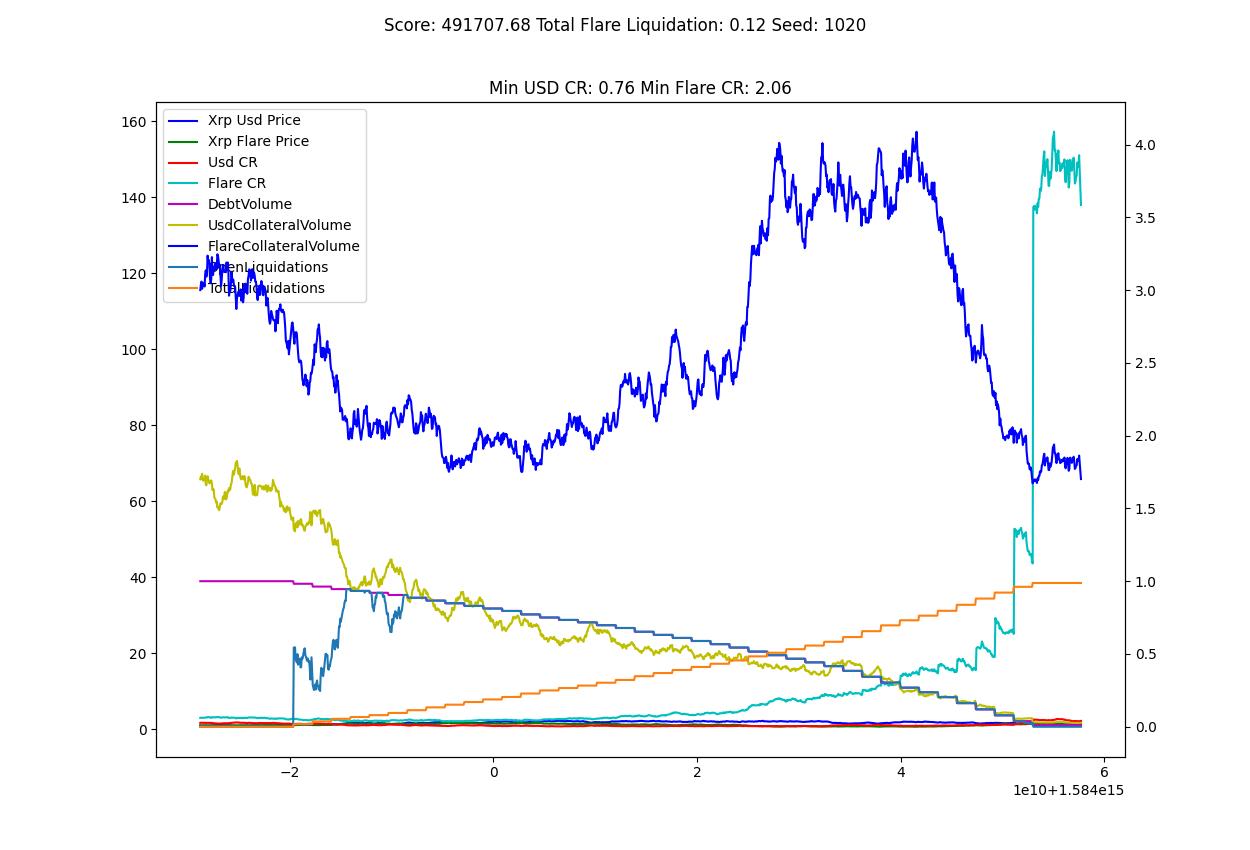 Score: 491707.68 Total Flare Liquidation: 0.12 Seed: 1020
Min USD CR: 0.76 Min Flare CR: 2.06
Xrp Usd Price
Xrp Flare Price
Usd CR
Flare CR
DebtVolume
UsdCollateralVolume
FlareCollateralVolume
OpenLiquidations
TotalLiquidations
160
140
120
100
80
60
40
20
0
4.0
3.5
3.0
2.5
2.0
1.5
1.0
0.5
0.0
−2
0
2
4
6
1e10+1.584e15